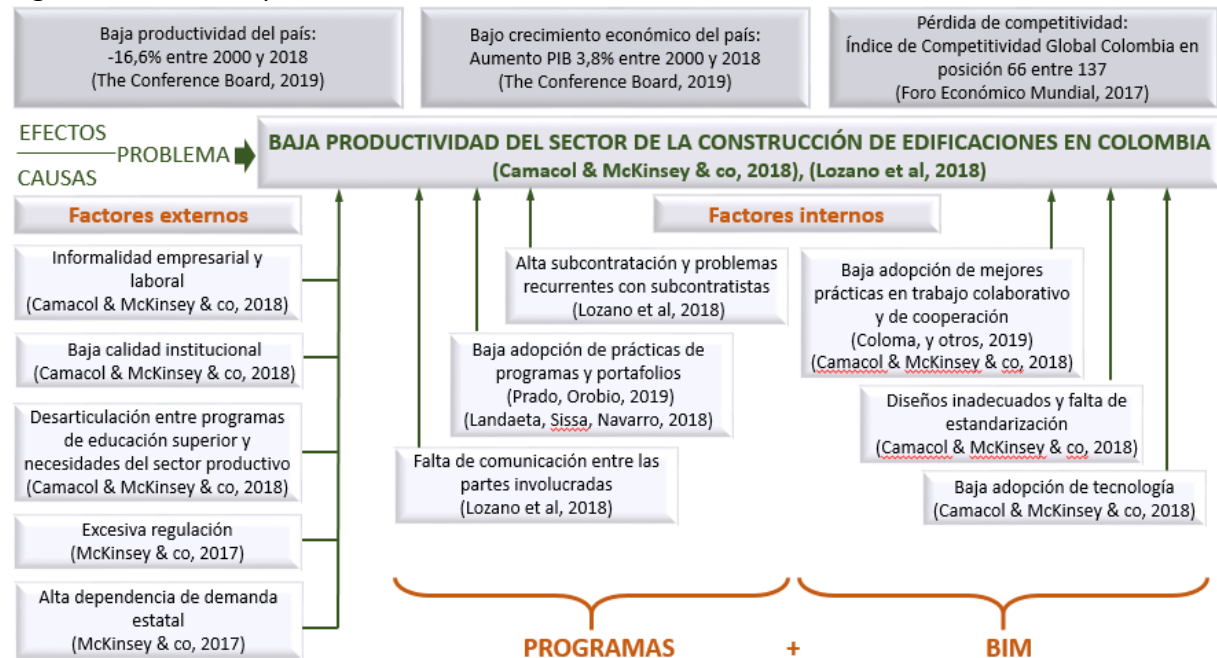 Baja productividad del país:
-16,6% entre 2000 y 2018
(The Conference Board, 2019)
Bajo crecimiento económico del país:
Aumento PIB 3,8% entre 2000 y 2018
(The Conference Board, 2019)
Pérdida de competitividad:
Índice de Competitividad Global Colombia en
posición 66 entre 137
(Foro Económico Mundial, 2017)
EFECTOS
PROBLEMA
CAUSAS
BAJA PRODUCTIVIDAD DEL SECTOR DE LA CONSTRUCCIÓN DE EDIFICACIONES EN COLOMBIA
(Camacol & McKinsey & co, 2018), (Lozano et al, 2018)
Factores externos
Informalidad empresarial y
laboral
(Camacol & McKinsey & co, 2018)
Baja calidad institucional
(Camacol & McKinsey & co, 2018)
Desarticulación entre programas
de educación superior y
necesidades del sector productivo
(Camacol & McKinsey & co, 2018)
Excesiva regulación
(McKinsey & co, 2017)
Alta dependencia de demanda
estatal
(McKinsey & co, 2017)
Factores internos
Alta subcontratación y problemas
recurrentes con subcontratistas
(Lozano et al, 2018)
Baja adopción de prácticas de
programas y portafolios
(Prado, Orobio, 2019)
(Landaeta, Sissa, Navarro, 2018)
Falta de comunicación entre las
partes involucradas
(Lozano et al, 2018)
Baja adopción de mejores
prácticas en trabajo colaborativo
y de cooperación
(Coloma, y otros, 2019)
(Camacol & McKinsey & co, 2018)
Diseños inadecuados y falta de
estandarización
(Camacol & McKinsey & co, 2018)
Baja adopción de tecnología
(Camacol & McKinsey & co, 2018)
PROGRAMAS + BIM